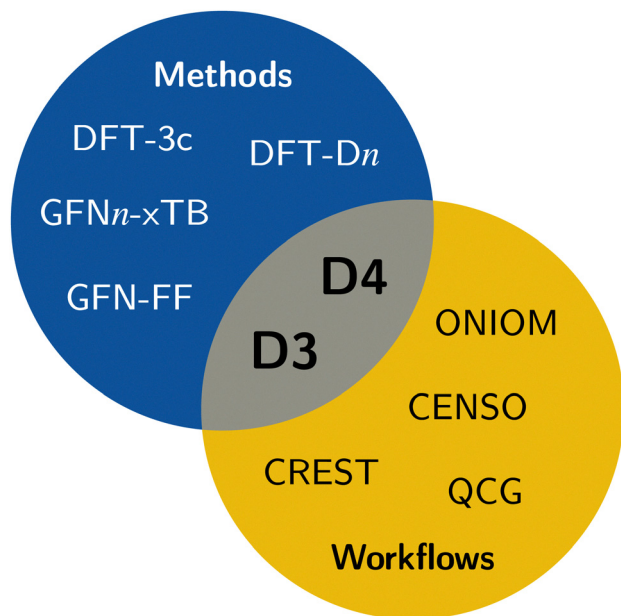 Methods
DFT-3c
DFT-Dn
GFNn-xTB
GFN-FF
D4
D3
ONIOM
CENSO
CREST
QCG
Workflows